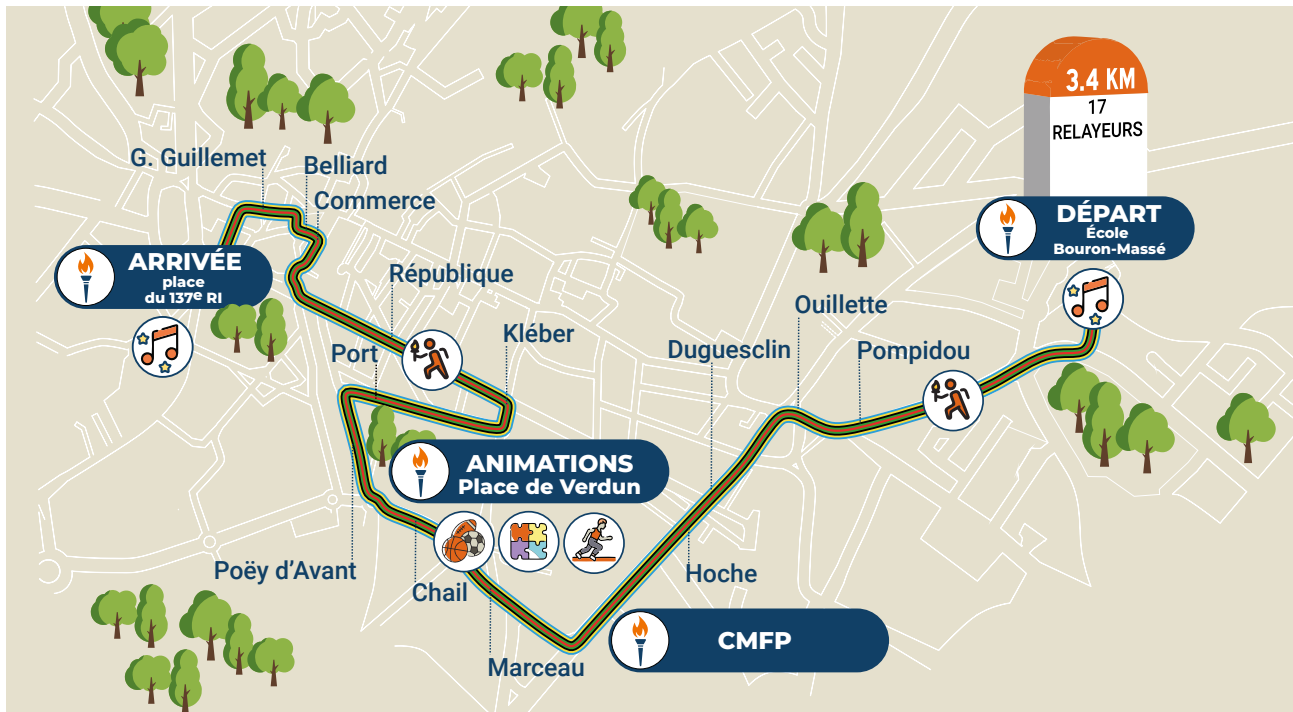 3.4 KM
17
RELAYEURS
G. Guillemet
Belliard
Commerce
DÉPART
École
Bouron-Massé
ARRIVÉE
place
du 137e RI
République
Ouillette
Kléber
Port
Duguesclin
Pompidou
ANIMATIONS
Place de Verdun
Poëy d’Avant
Chail
Hoche
CMFP
Marceau